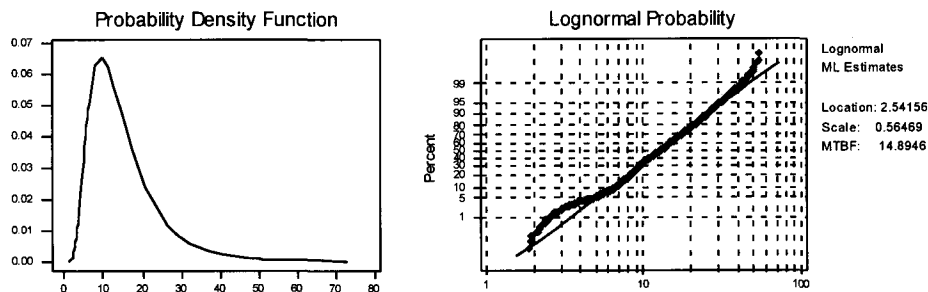 Probability Density Function
0.07
0.06
0.05
0.04
0.03
0.02
0.01
0.00
0 10 20 30 40 50 60 70 80
Lognormal Probability
Percent
99
95
90
80
70
60
50
40
30
20
10
5
1
1 10 100
Lognormal
ML Estimates
Location: 2.54156
Scale: 0.56469
MTBF: 14.8946